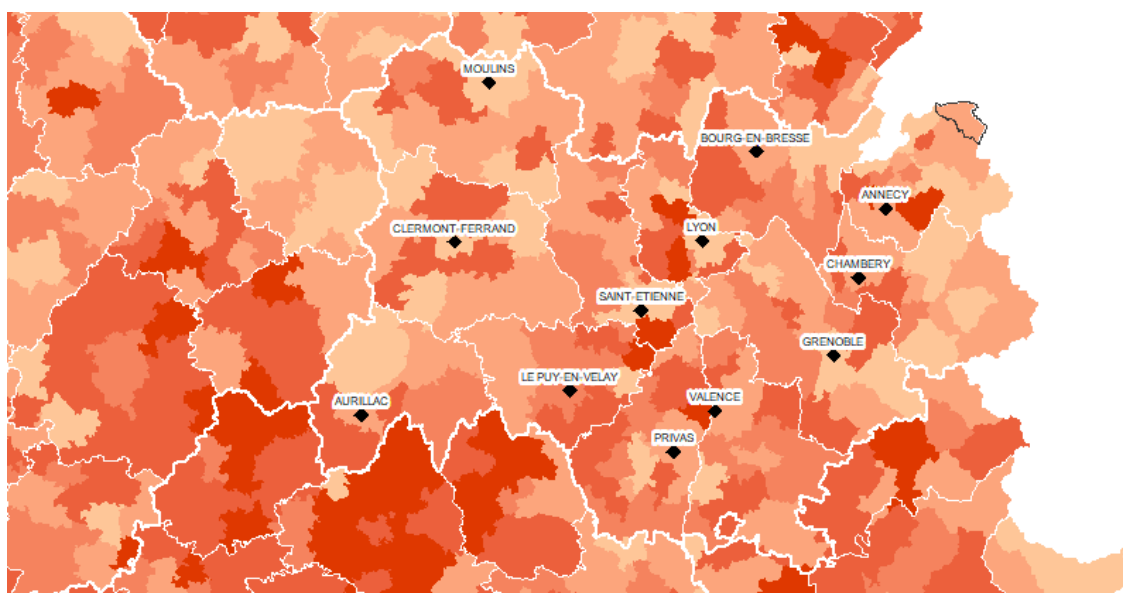 MOULINS
BOURG-EN-BRESSE
ANNECY
CLERMONT-FERRAND
LYON
CHAMBERY
SAINT-ETIENNE
GRENOBLE
LE PUY-EN-VELAY
AURILLAC
VALENCE
PRIVAS